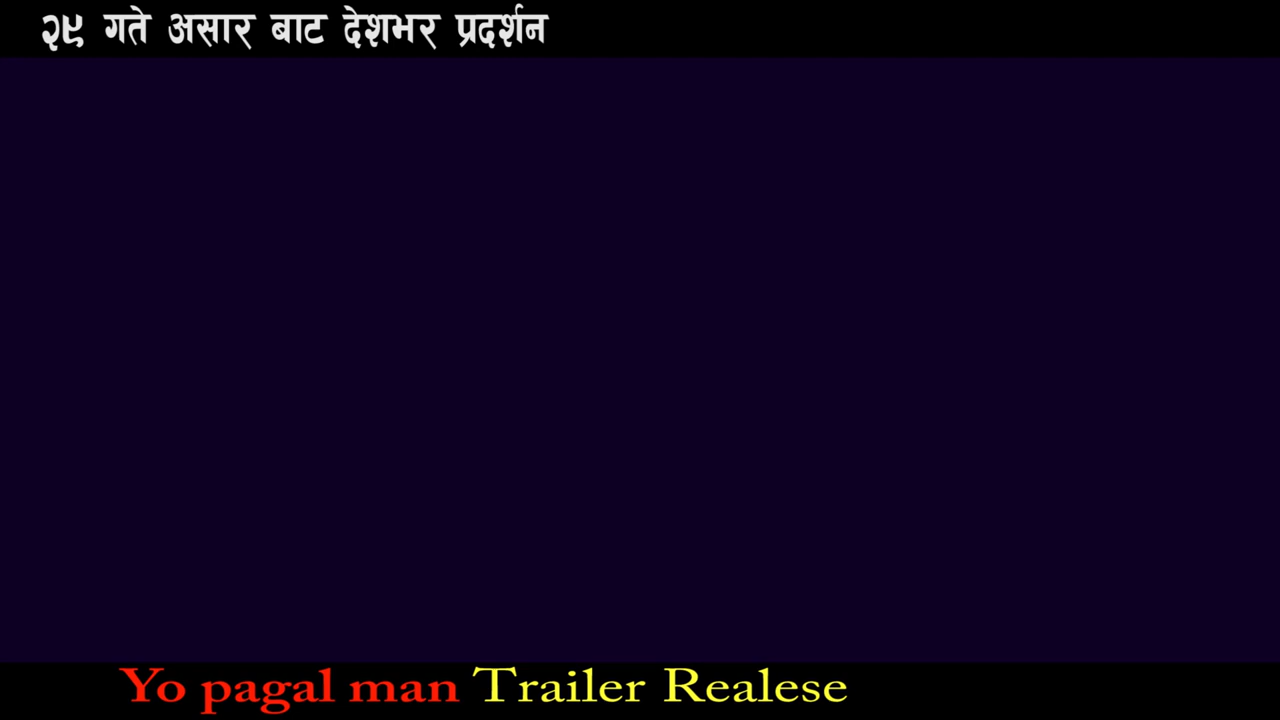 २९ गते असार बाट देशभर प्रदर्शन
Yo pagal man Trailer Realese